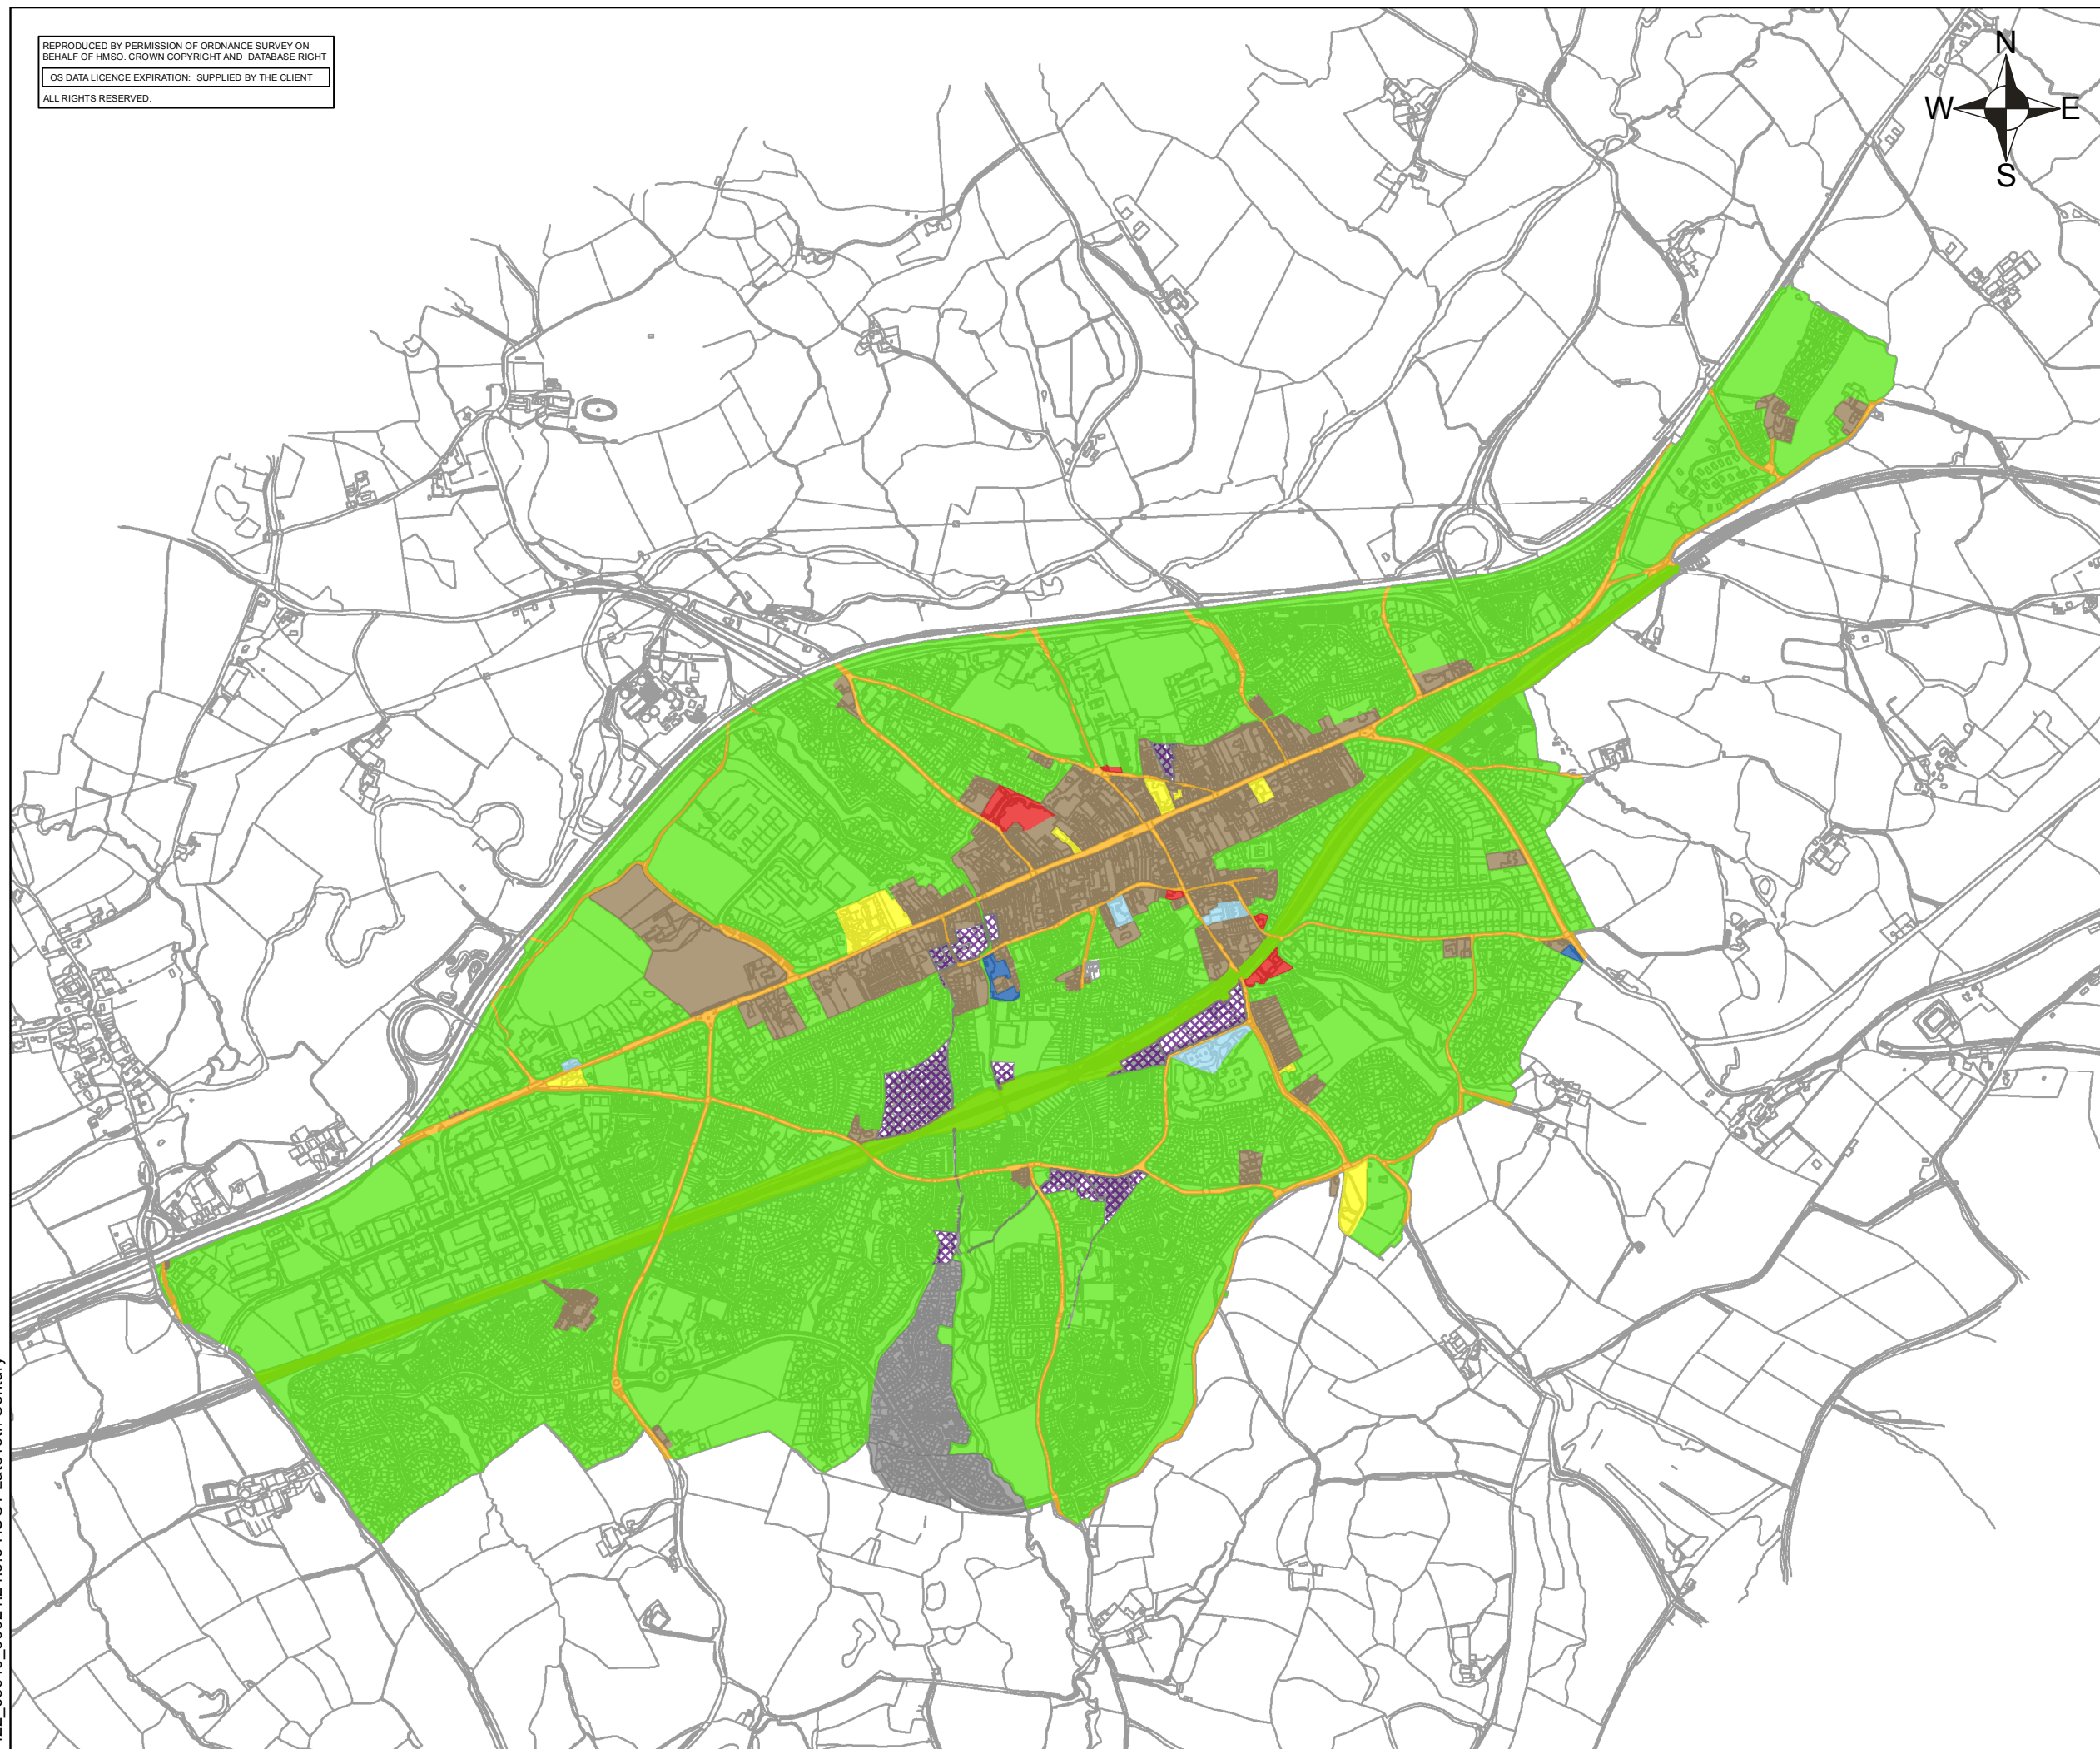 REPRODUCED BY PERMISSION OF ORDNANCE SURVEY ON
BEHALF OF HMSO. CROWN COPYRIGHT AND DATABASE RIGHT
OS DATA LICENCE EXPIRATION: SUPPLIED BY THE CLIENT
ALL RIGHTS RESERVED.
N
W E
S